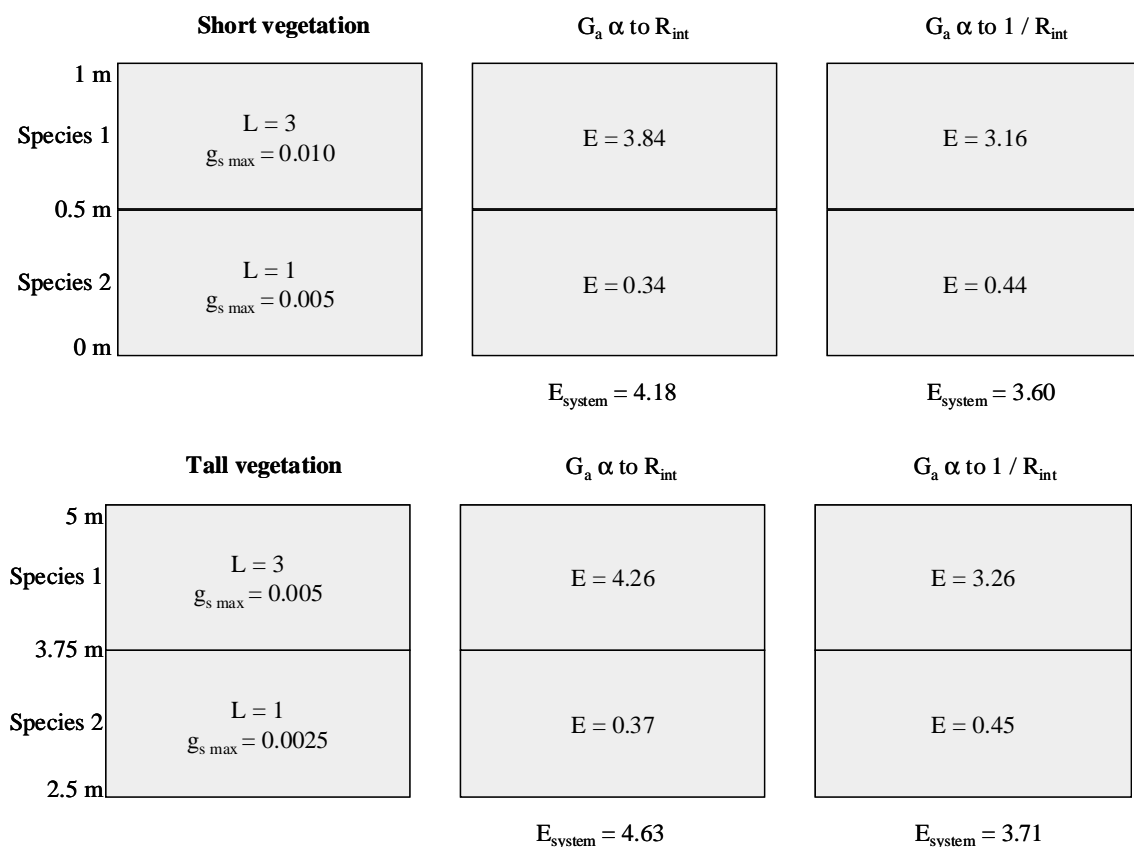 Short vegetation
Gₐ α to R_int
Gₐ α to 1 / R_int
1 m
Species 1
L = 3
g_s max = 0.010
E = 3.84
E = 3.16
0.5 m
Species 2
L = 1
g_s max = 0.005
E = 0.34
E = 0.44
0 m
E_system = 4.18
E_system = 3.60
Tall vegetation
Gₐ α to R_int
Gₐ α to 1 / R_int
5 m
Species 1
L = 3
g_s max = 0.005
E = 4.26
E = 3.26
3.75 m
Species 2
L = 1
g_s max = 0.0025
E = 0.37
E = 0.45
2.5 m
E_system = 4.63
E_system = 3.71